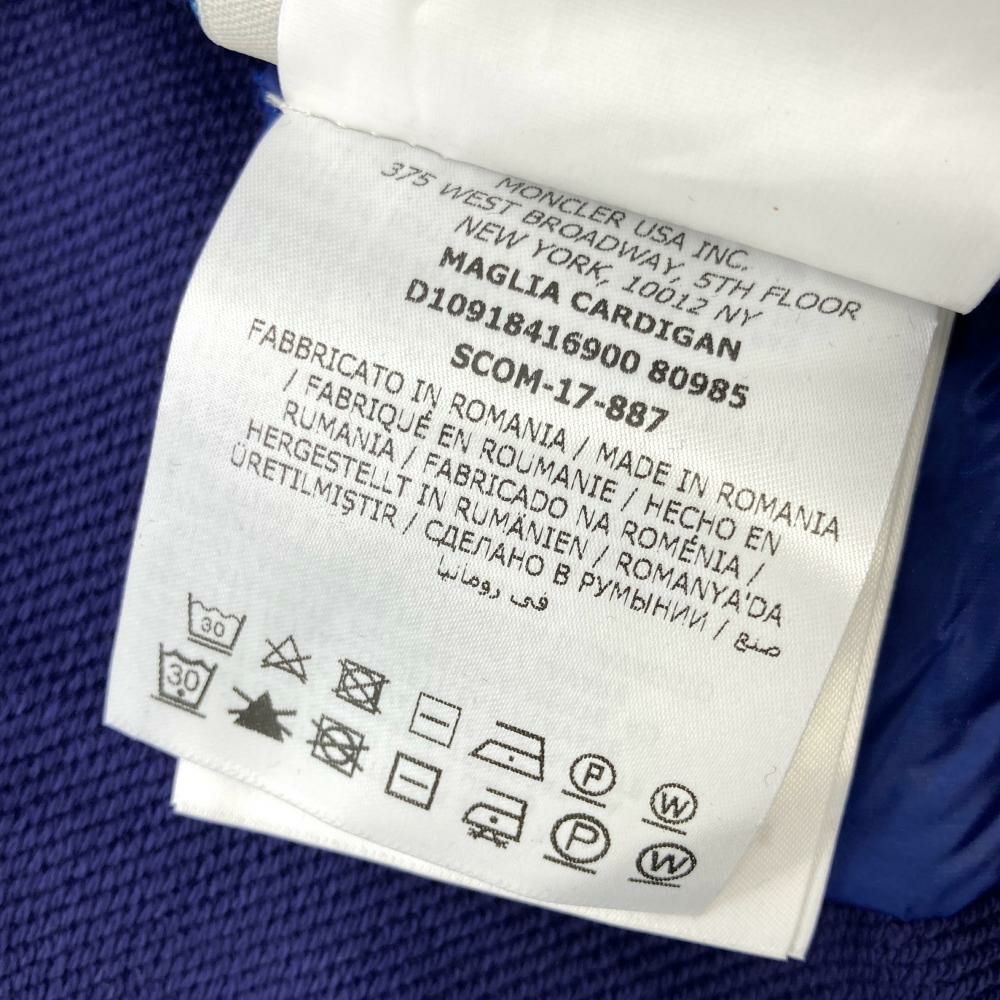 MONCLER USA INC.
375 WEST BROADWAY, 5TH FLOOR
NEW YORK, 10012 NY
MAGLIA CARDIGAN
D10918416900 80985
SCOM-17-887
FABBRICATO IN ROMANIA / MADE IN ROMANIA
/ FABRIQUÉ EN ROUMANIE / HECHO EN
RUMANIA / FABRICADO NA ROMÉNIA /
HERGESTELLT IN RUMÄNIEN / ROMANYA'DA
ÜRETILMIŞTIR / СДЕЛАНО В РУМЫНИИ / صنع
في رومانيا
30 P W
30 P W